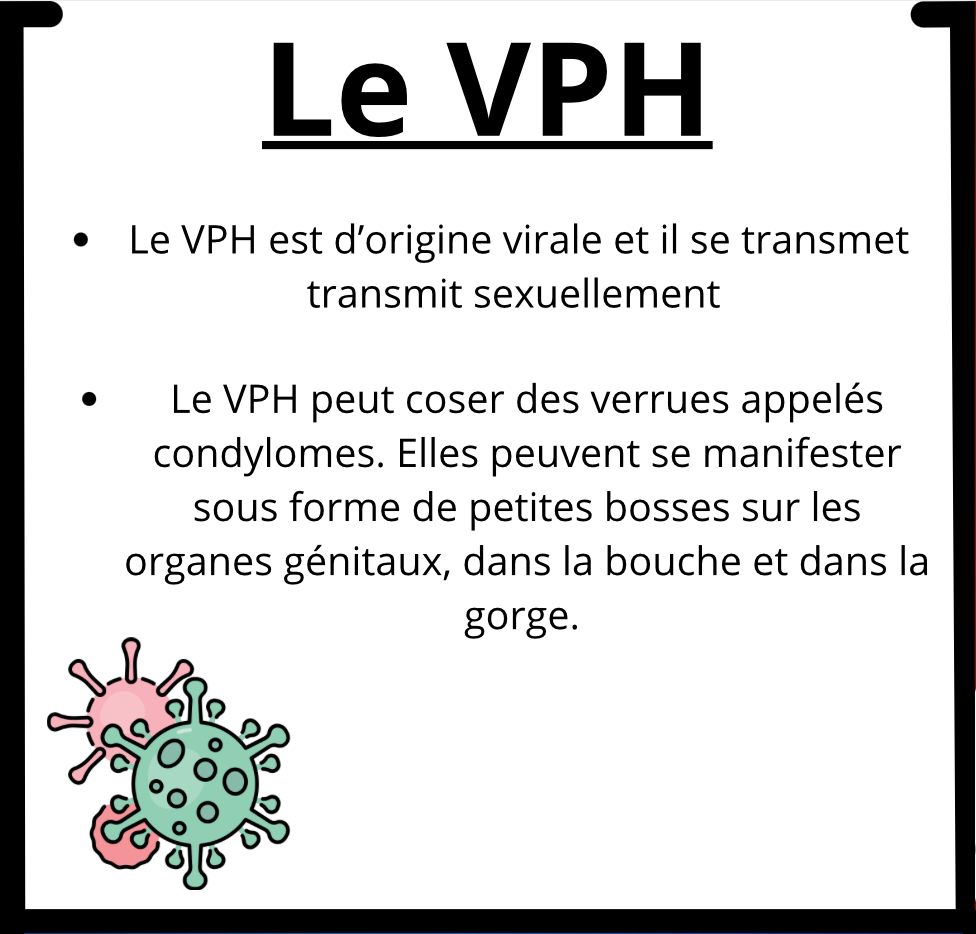 Le VPH
• Le VPH est d’origine virale et il se transmet
transmit sexuellement
• Le VPH peut coser des verrues appelés
condylomes. Elles peuvent se manifester
sous forme de petites bosses sur les
organes génitaux, dans la bouche et dans la
gorge.